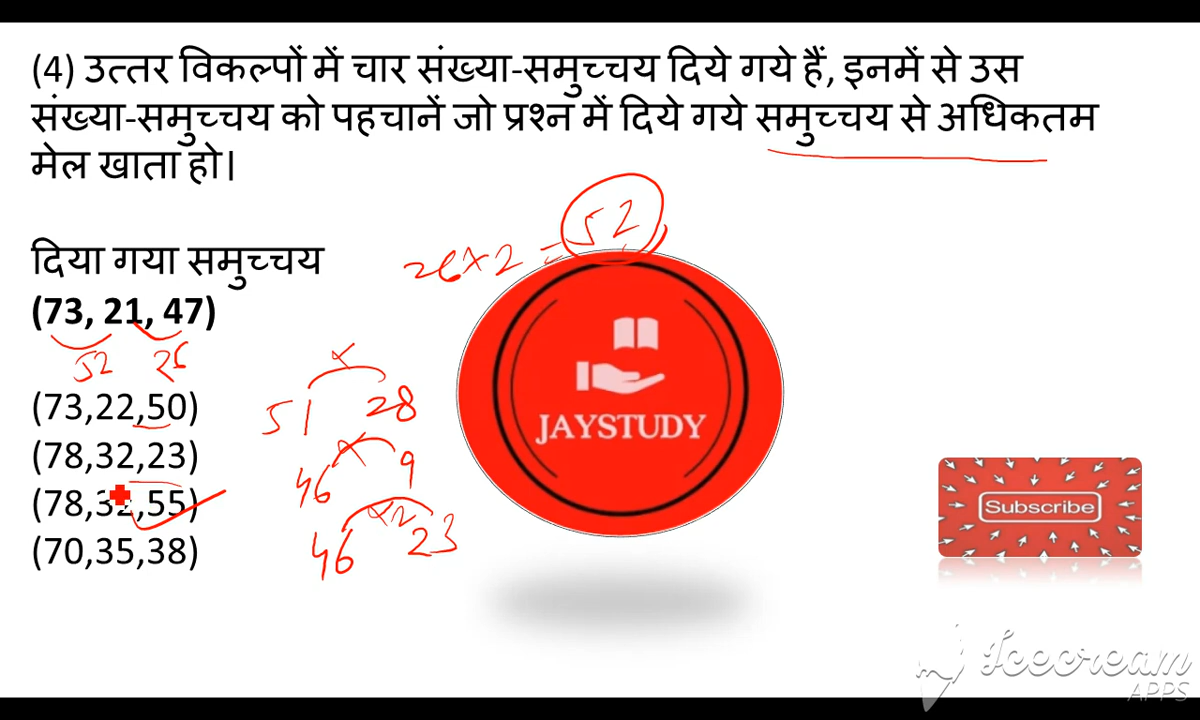 (4) उत्तर विकल्पों में चार संख्या-समुच्चय दिये गये हैं, इनमें से उस
संख्या-समुच्चय को पहचानें जो प्रश्न में दिये गये समुच्चय से अधिकतम
मेल खाता हो|
दिया गया समुच्चय
26×2 = 52
(73, 21, 47)
52 26
(73,22,50)
51 × 28
(78,32,23)
46 × 9
(78,32,55)
46 ×2 23
(70,35,38)
JAYSTUDY
Subscribe
Icecream
APPS